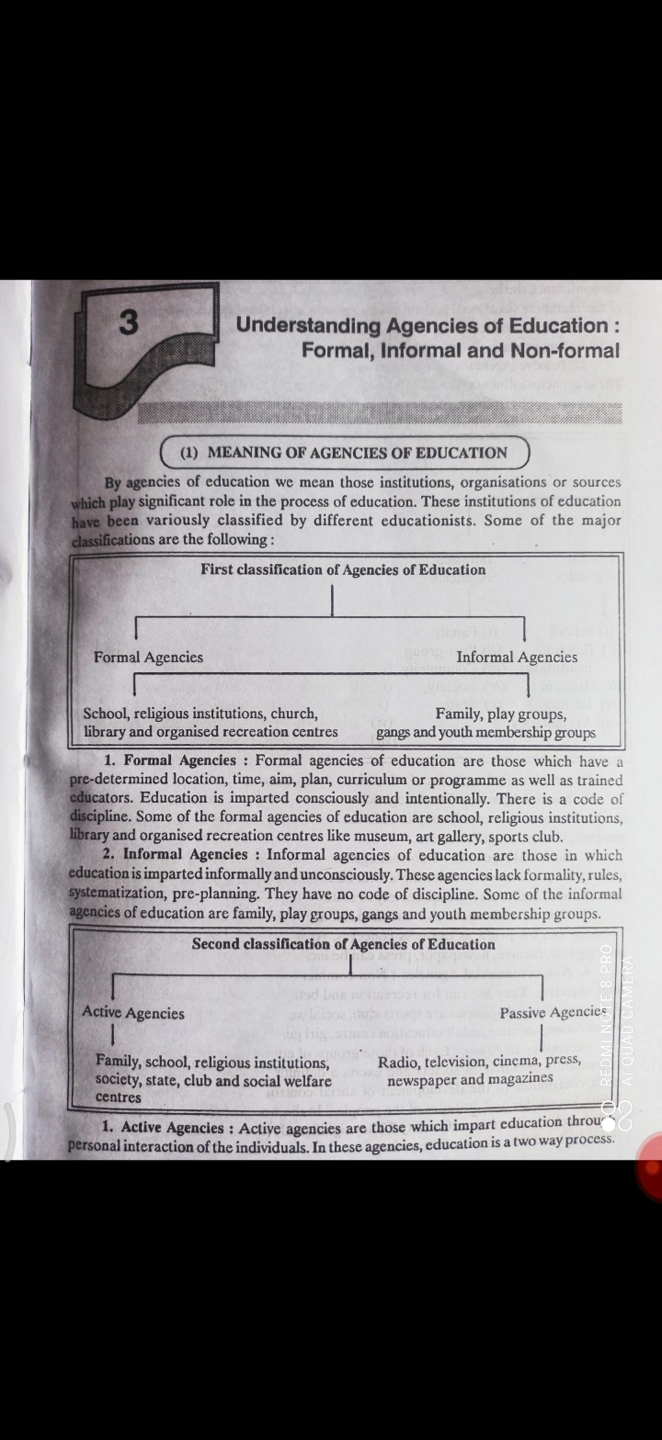 3
Understanding Agencies of Education :
Formal, Informal and Non-formal
(1) MEANING OF AGENCIES OF EDUCATION
By agencies of education we mean those institutions, organisations or sources
which play significant role in the process of education. These institutions of education
have been variously classified by different educationists. Some of the major
classifications are the following :
First classification of Agencies of Education
Formal Agencies Informal Agencies
School, religious institutions, church, Family, play groups,
library and organised recreation centres gangs and youth membership groups
1. Formal Agencies : Formal agencies of education are those which have a
pre-determined location, time, aim, plan, curriculum or programme as well as trained
educators. Education is imparted consciously and intentionally. There is a code of
discipline. Some of the formal agencies of education are school, religious institutions,
library and organised recreation centres like museum, art gallery, sports club.
2. Informal Agencies : Informal agencies of education are those in which
education is imparted informally and unconsciously. These agencies lack formality, rules,
systematization, pre-planning. They have no code of discipline. Some of the informal
agencies of education are family, play groups, gangs and youth membership groups.
Second classification of Agencies of Education
Active Agencies Passive Agencies
Family, school, religious institutions, Radio, television, cinema, press,
society, state, club and social welfare newspaper and magazines
centres
1. Active Agencies : Active agencies are those which impart education throu
personal interaction of the individuals. In these agencies, education is a two way process.
REDMI NOTE 8 PRO
AI QUAD CAMERA